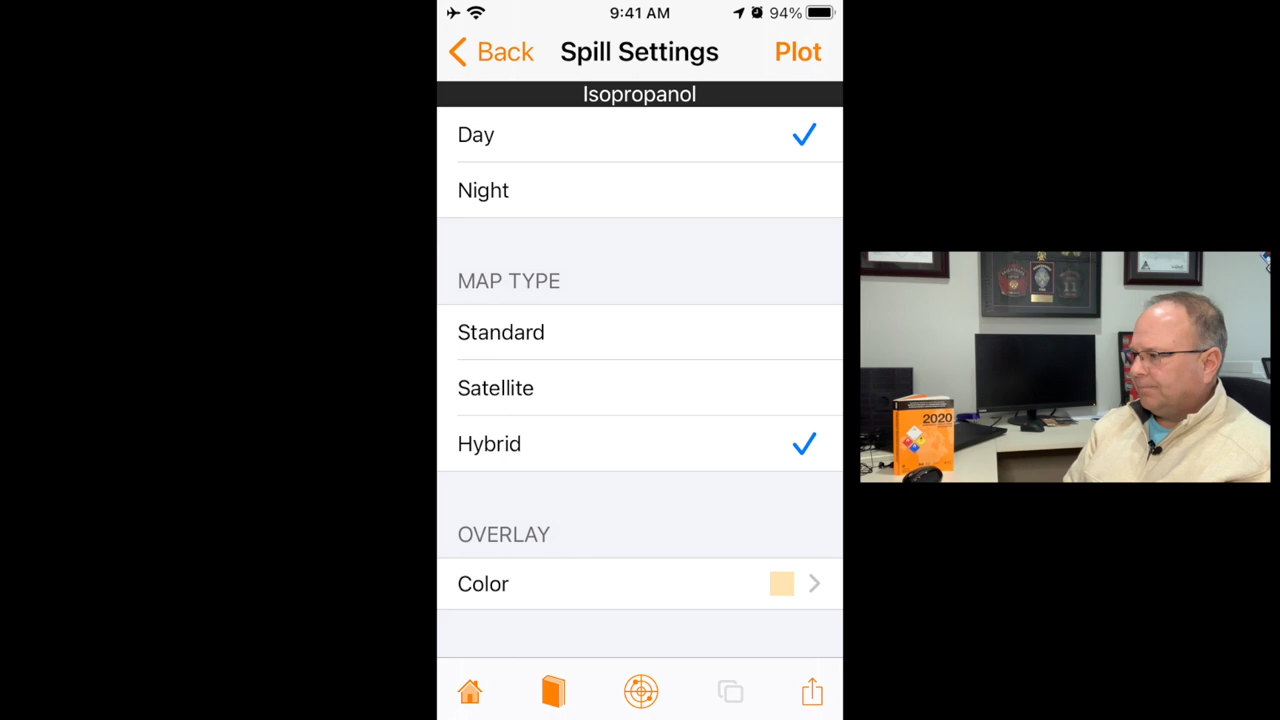 9:41 AM
94%
Back
Spill Settings
Plot
Isopropanol
Day
Night
MAP TYPE
Standard
Satellite
Hybrid
OVERLAY
Color
2020